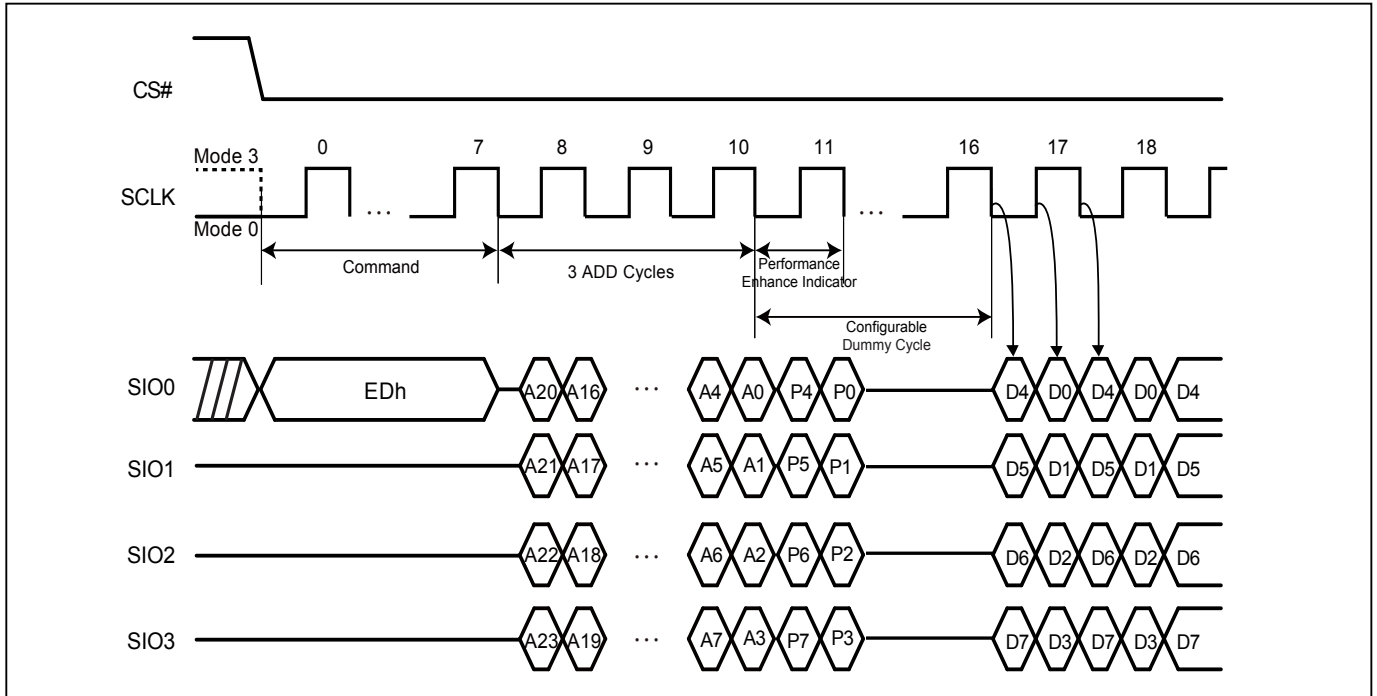 CS#
0 7 8 9 10 11 16 17 18
Mode 3
SCLK
Mode 0
... ...
Command
3 ADD Cycles
Performance
Enhance Indicator
Configurable
Dummy Cycle
SIO0 EDh A20 A16 ... A4 A0 P4 P0 D4 D0 D4 D0 D4
SIO1 A21 A17 ... A5 A1 P5 P1 D5 D1 D5 D1 D5
SIO2 A22 A18 ... A6 A2 P6 P2 D6 D2 D6 D2 D6
SIO3 A23 A19 ... A7 A3 P7 P3 D7 D3 D7 D3 D7